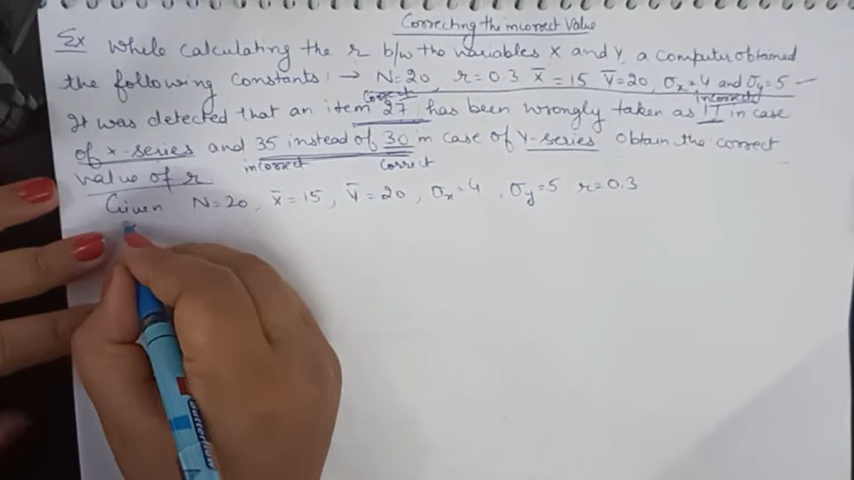 Correcting the incorrect Value
Ex While calculating the r b/w the variables X and Y, a computer obtained
the following constants: → N=20, r=0.3 X̄=15 Ȳ=20, σx=4 and σy=5
correct incorrect
It was detected that an item 27 has been wrongly taken as 17 in case
of x-series and 35 instead of 30 in case of Y-series obtain the correct
incorrect correct
value of r
Given N=20, x̄=15, Ȳ=20, σx=4, σy=5 r=0.3